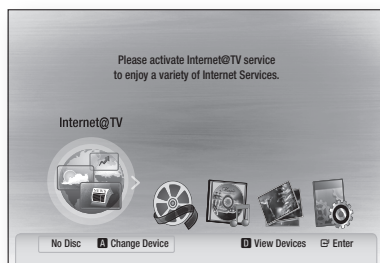 Please activate Internet@TV service
to enjoy a variety of Internet Services.
Internet@TV
No Disc A Change Device D View Devices Enter